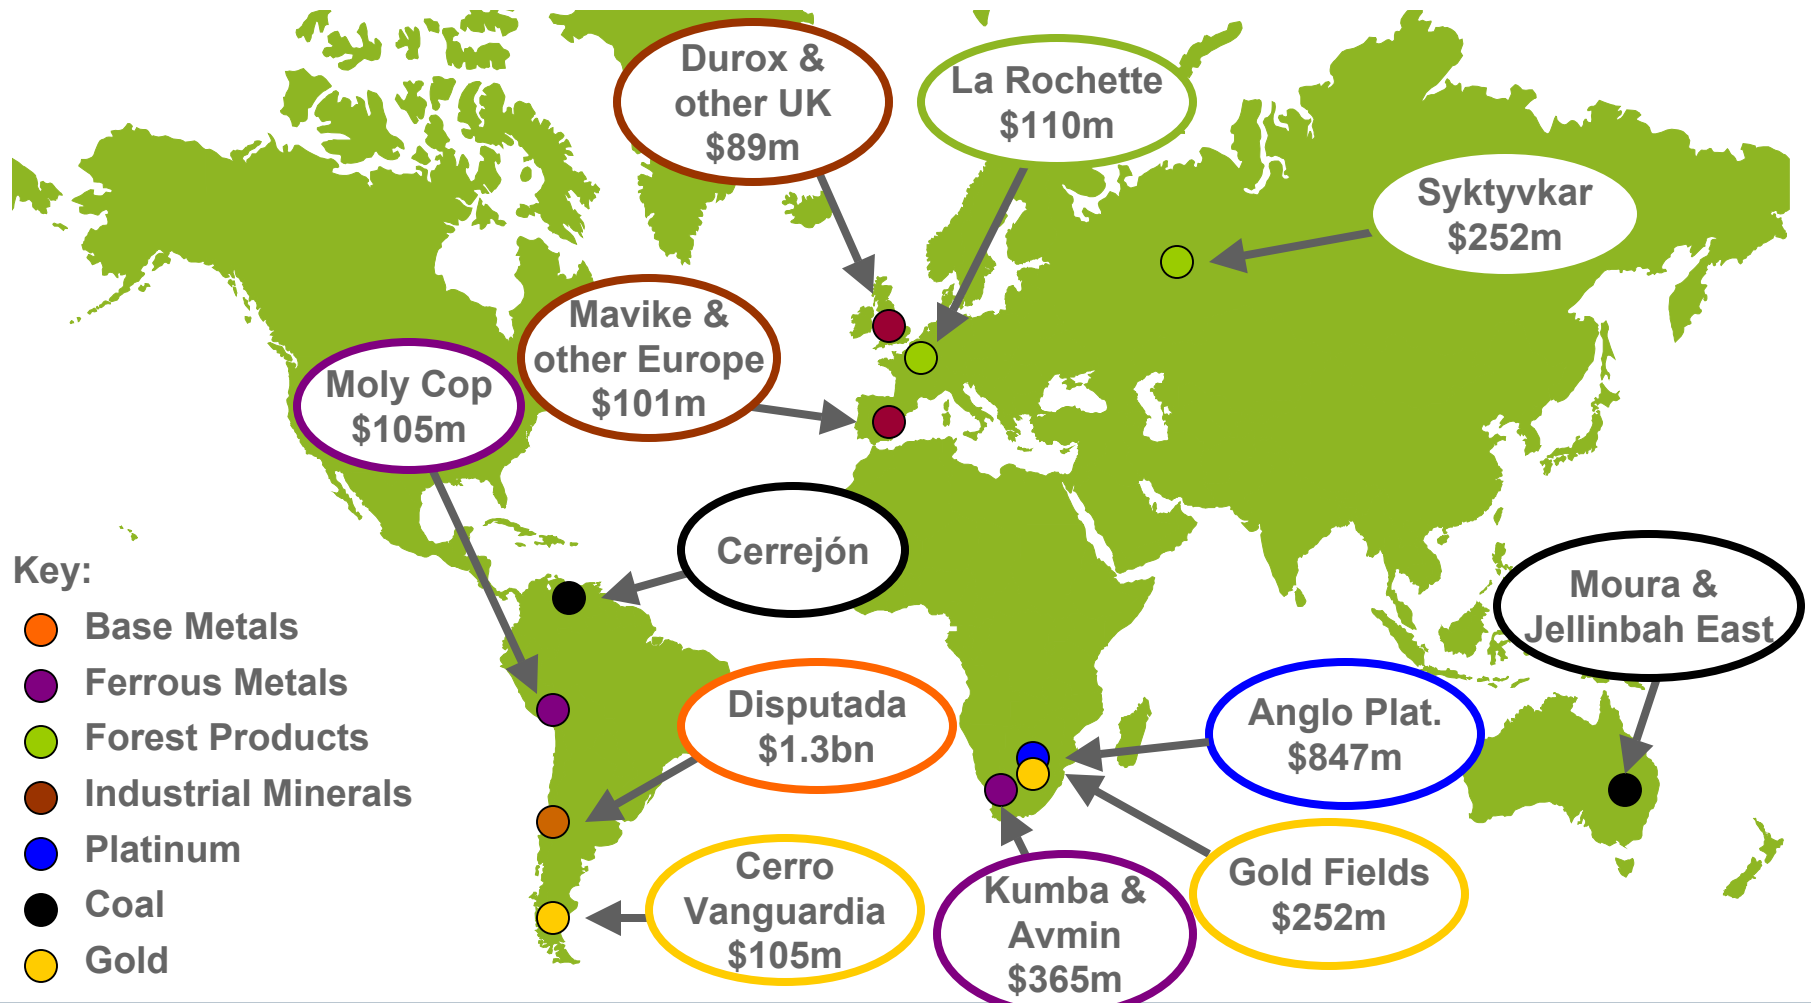 Durox &
other UK
$89m
La Rochette
$110m
Syktyvkar
$252m
Mavike &
other Europe
$101m
Moly Cop
$105m
Cerrejón
Moura &
Jellinbah East
Key:
Base Metals
Ferrous Metals
Forest Products
Industrial Minerals
Platinum
Coal
Gold
Disputada
$1.3bn
Anglo Plat.
$847m
Cerro
Vanguardia
$105m
Kumba &
Avmin
$365m
Gold Fields
$252m